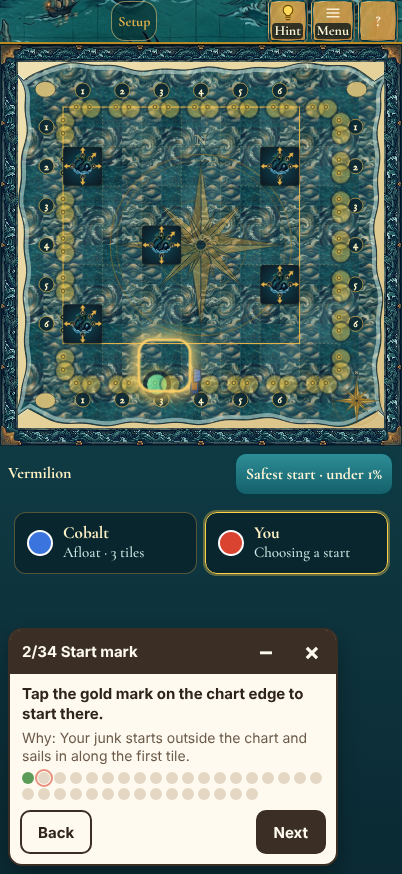 Setup
Hint
Menu
?
1 2 3 4 5 6
N
1 1
2 2
3 3
4 4
5 5
6 6
1 2 3 4 5 6
Vermilion
Safest start · under 1%
Cobalt
Afloat · 3 tiles
You
Choosing a start
2/34 Start mark
Tap the gold mark on the chart edge to
start there.
Why: Your junk starts outside the chart and
sails in along the first tile.
Back
Next